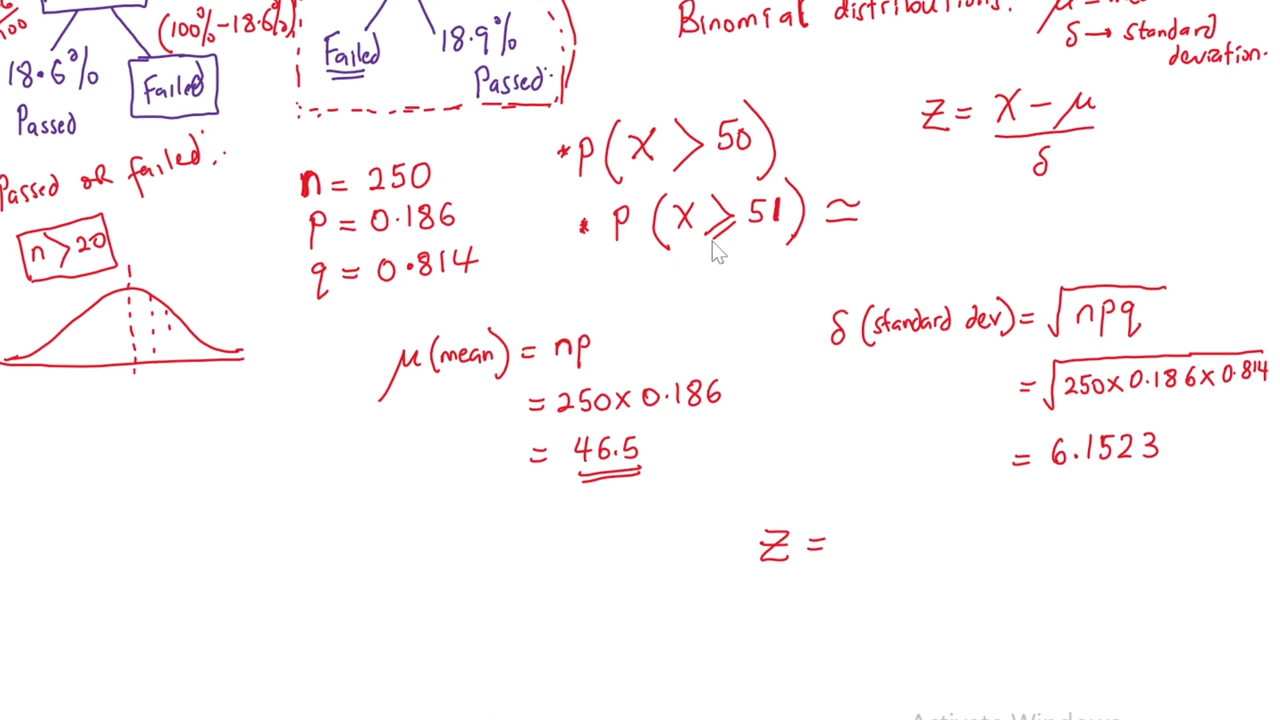 Binomial distributions.
100
(100%-18.6%)
18.6%
Passed
Failed
Failed
18.9%
Passed
δ → standard
deviation.
Passed or failed.
n > 20
n = 250
p = 0.186
q = 0.814
*P(X > 50)
* P (X ≥ 51) ≃
Z = X - μ
δ
μ (mean) = np
= 250 x 0.186
= 46.5
δ (standard dev) = √npq
= √250 x 0.186 x 0.814
= 6.1523
Z =